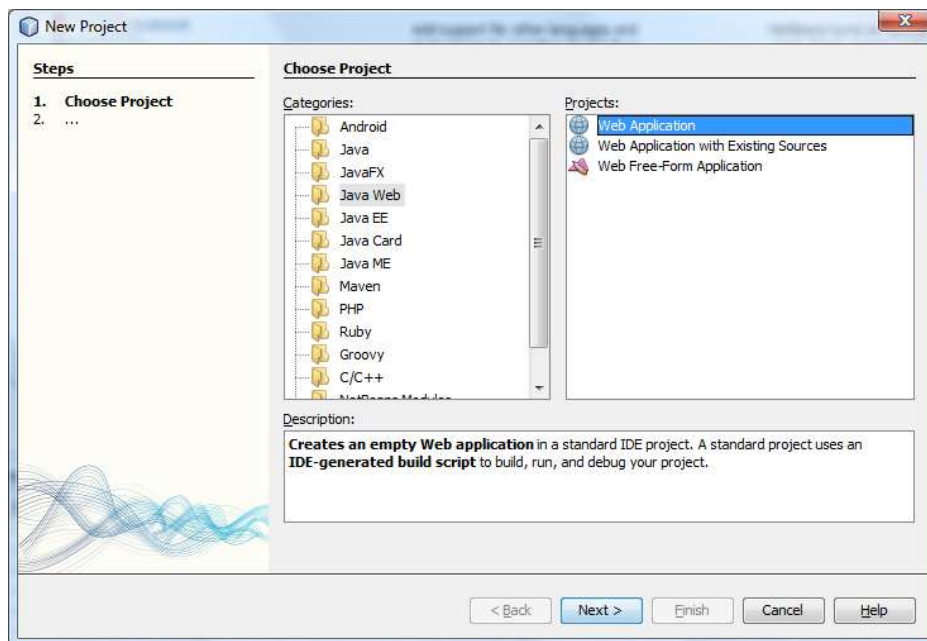 New Project
Steps
1. Choose Project
2. ...
Choose Project
Categories:
Android
Java
JavaFX
Java Web
Java EE
Java Card
Java ME
Maven
PHP
Ruby
Groovy
C/C++
NetBeans Modules
Projects:
Web Application
Web Application with Existing Sources
Web Free-Form Application
Description:
Creates an empty Web application in a standard IDE project. A standard project uses an
IDE-generated build script to build, run, and debug your project.
< Back
Next >
Finish
Cancel
Help